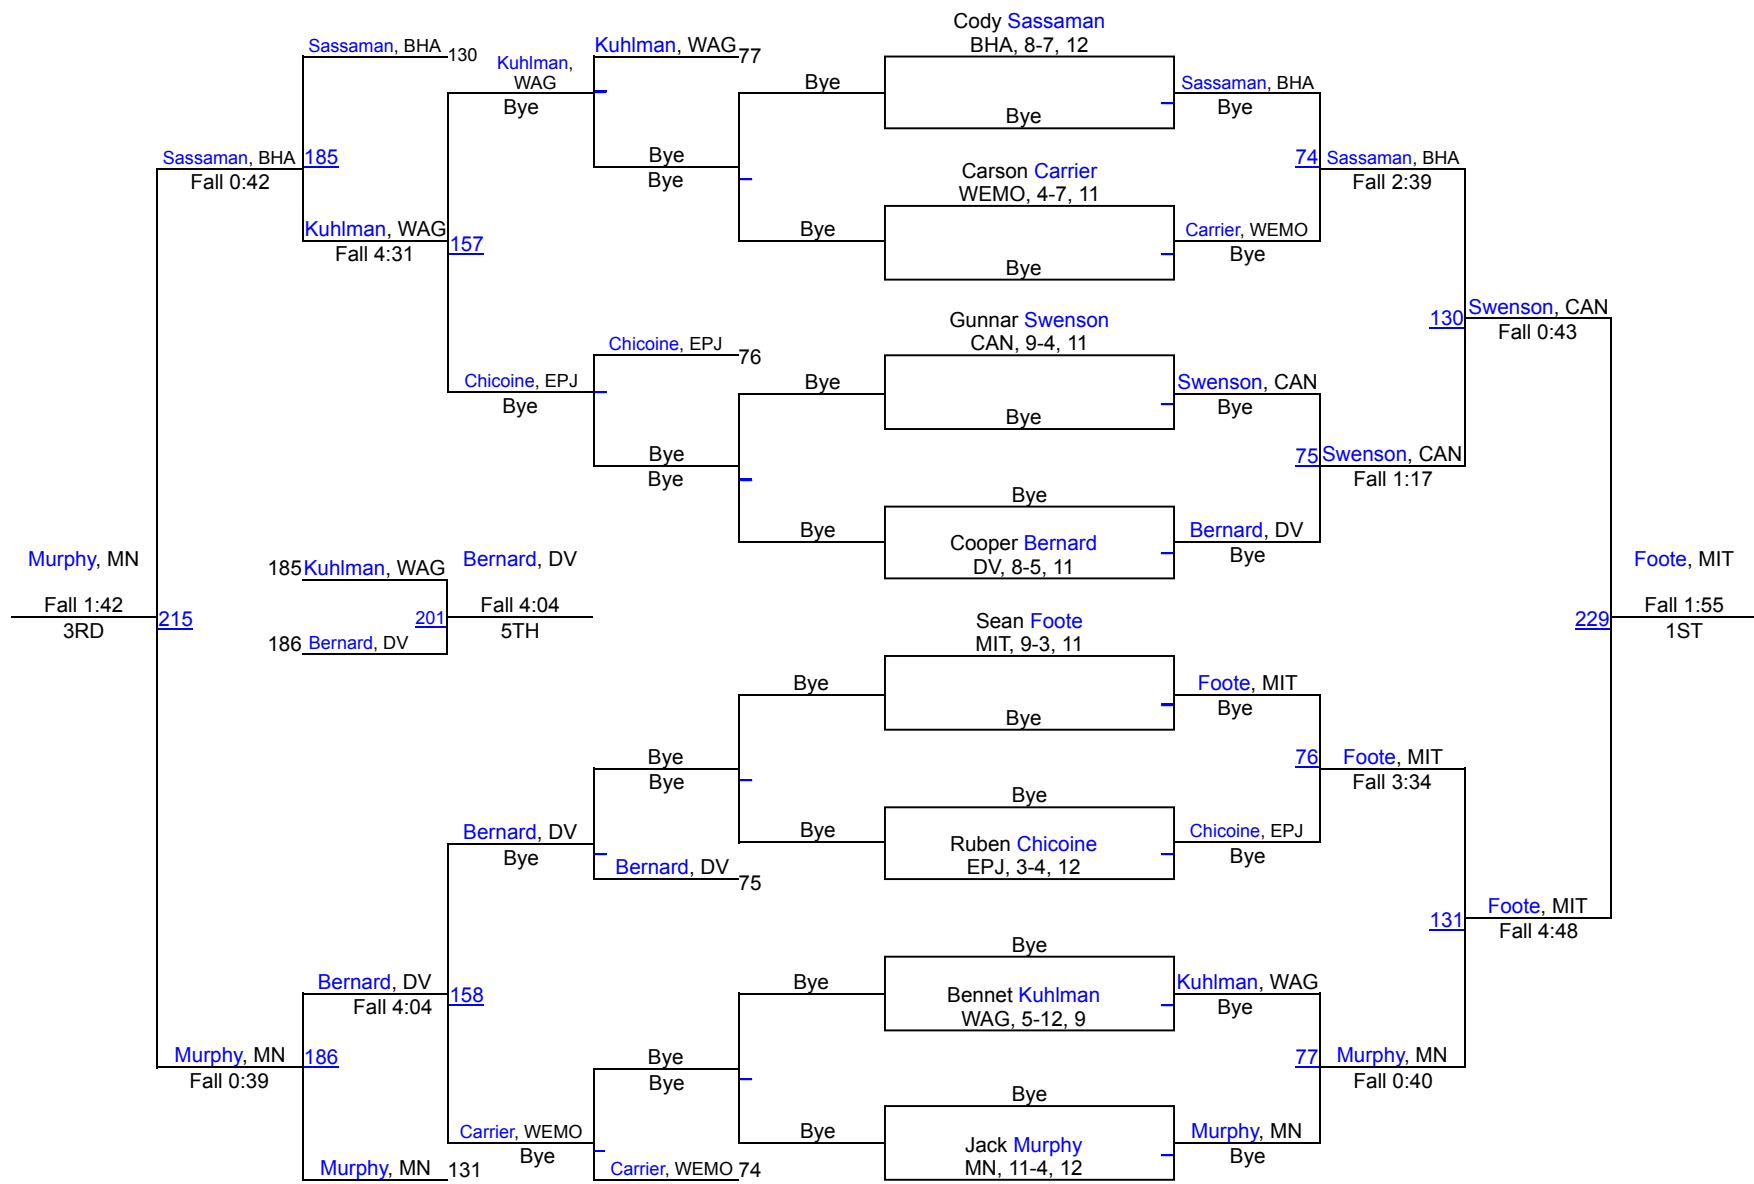 Cody Sassaman
BHA, 8-7, 12
Sassaman, BHA
130
Kuhlman,
WAG
Bye
Kuhlman, WAG
77
Bye
Bye
Sassaman, BHA
Bye
Sassaman, BHA
185
Fall 0:42
Bye
Bye
Carson Carrier
WEMO, 4-7, 11
74
Sassaman, BHA
Fall 2:39
Kuhlman, WAG
Fall 4:31
157
Bye
Bye
Carrier, WEMO
Bye
Gunnar Swenson
CAN, 9-4, 11
130
Swenson, CAN
Fall 0:43
Chicoine, EPJ
76
Chicoine, EPJ
Bye
Bye
Bye
Swenson, CAN
Bye
Bye
Bye
75
Swenson, CAN
Fall 1:17
Bye
Bye
Cooper Bernard
DV, 8-5, 11
Bernard, DV
Bye
Murphy, MN
Fall 1:42
3RD
215
185
Kuhlman, WAG
186
Bernard, DV
201
Bernard, DV
Fall 4:04
5TH
Foote, MIT
229
Fall 1:55
1ST
Sean Foote
MIT, 9-3, 11
Bye
Bye
Foote, MIT
Bye
Bye
Bye
76
Foote, MIT
Fall 3:34
Bernard, DV
Bye
Bernard, DV
75
Bye
Bye
Ruben Chicoine
EPJ, 3-4, 12
Chicoine, EPJ
Bye
131
Foote, MIT
Fall 4:48
Bernard, DV
Fall 4:04
158
Bye
Bye
Bennet Kuhlman
WAG, 5-12, 9
Kuhlman, WAG
Bye
Murphy, MN
186
Fall 0:39
Bye
Bye
77
Murphy, MN
Fall 0:40
Carrier, WEMO
Bye
Bye
Bye
Jack Murphy
MN, 11-4, 12
Murphy, MN
Bye
Murphy, MN
131
Carrier, WEMO
74